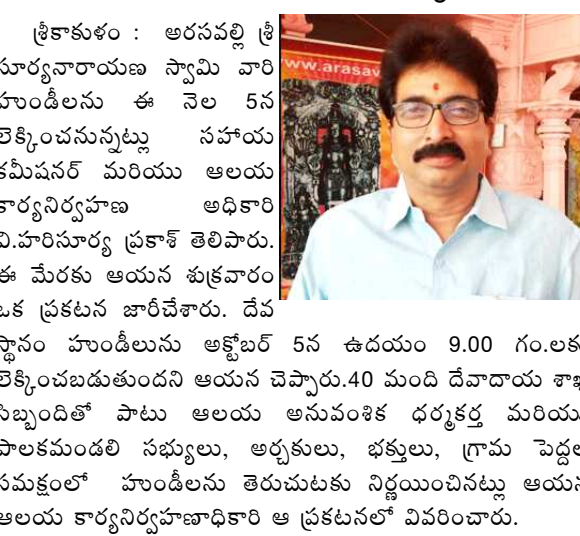 శ్రీకాకుళం : అరసవల్లి శ్రీ
సూర్యనారాయణ స్వామి వారి
హుండీలను ఈ నెల 5న
లెక్కించనున్నట్లు సహాయ
కమీషనర్ మరియు ఆలయ
కార్యనిర్వహణ అధికారి
వి.హరిసూర్య ప్రకాశ్ తెలిపారు.
ఈ మేరకు ఆయన శుక్రవారం
ఒక ప్రకటన జారీచేశారు. దేవ
స్థానం హుండీలును అక్టోబర్ 5న ఉదయం 9.00 గం.లకు
లెక్కించబడుతుందని ఆయన చెప్పారు.40 మంది దేవాదాయ శాఖ
సిబ్బందితో పాటు ఆలయ అనువంశిక ధర్మకర్త మరియు
పాలకమండలి సభ్యులు, అర్చకులు, భక్తులు, గ్రామ పెద్దల
సమక్షంలో హుండీలను తెరుచుటకు నిర్ణయించినట్లు ఆయన
ఆలయ కార్యనిర్వహణాధికారి ఆ ప్రకటనలో వివరించారు.
www.arasav